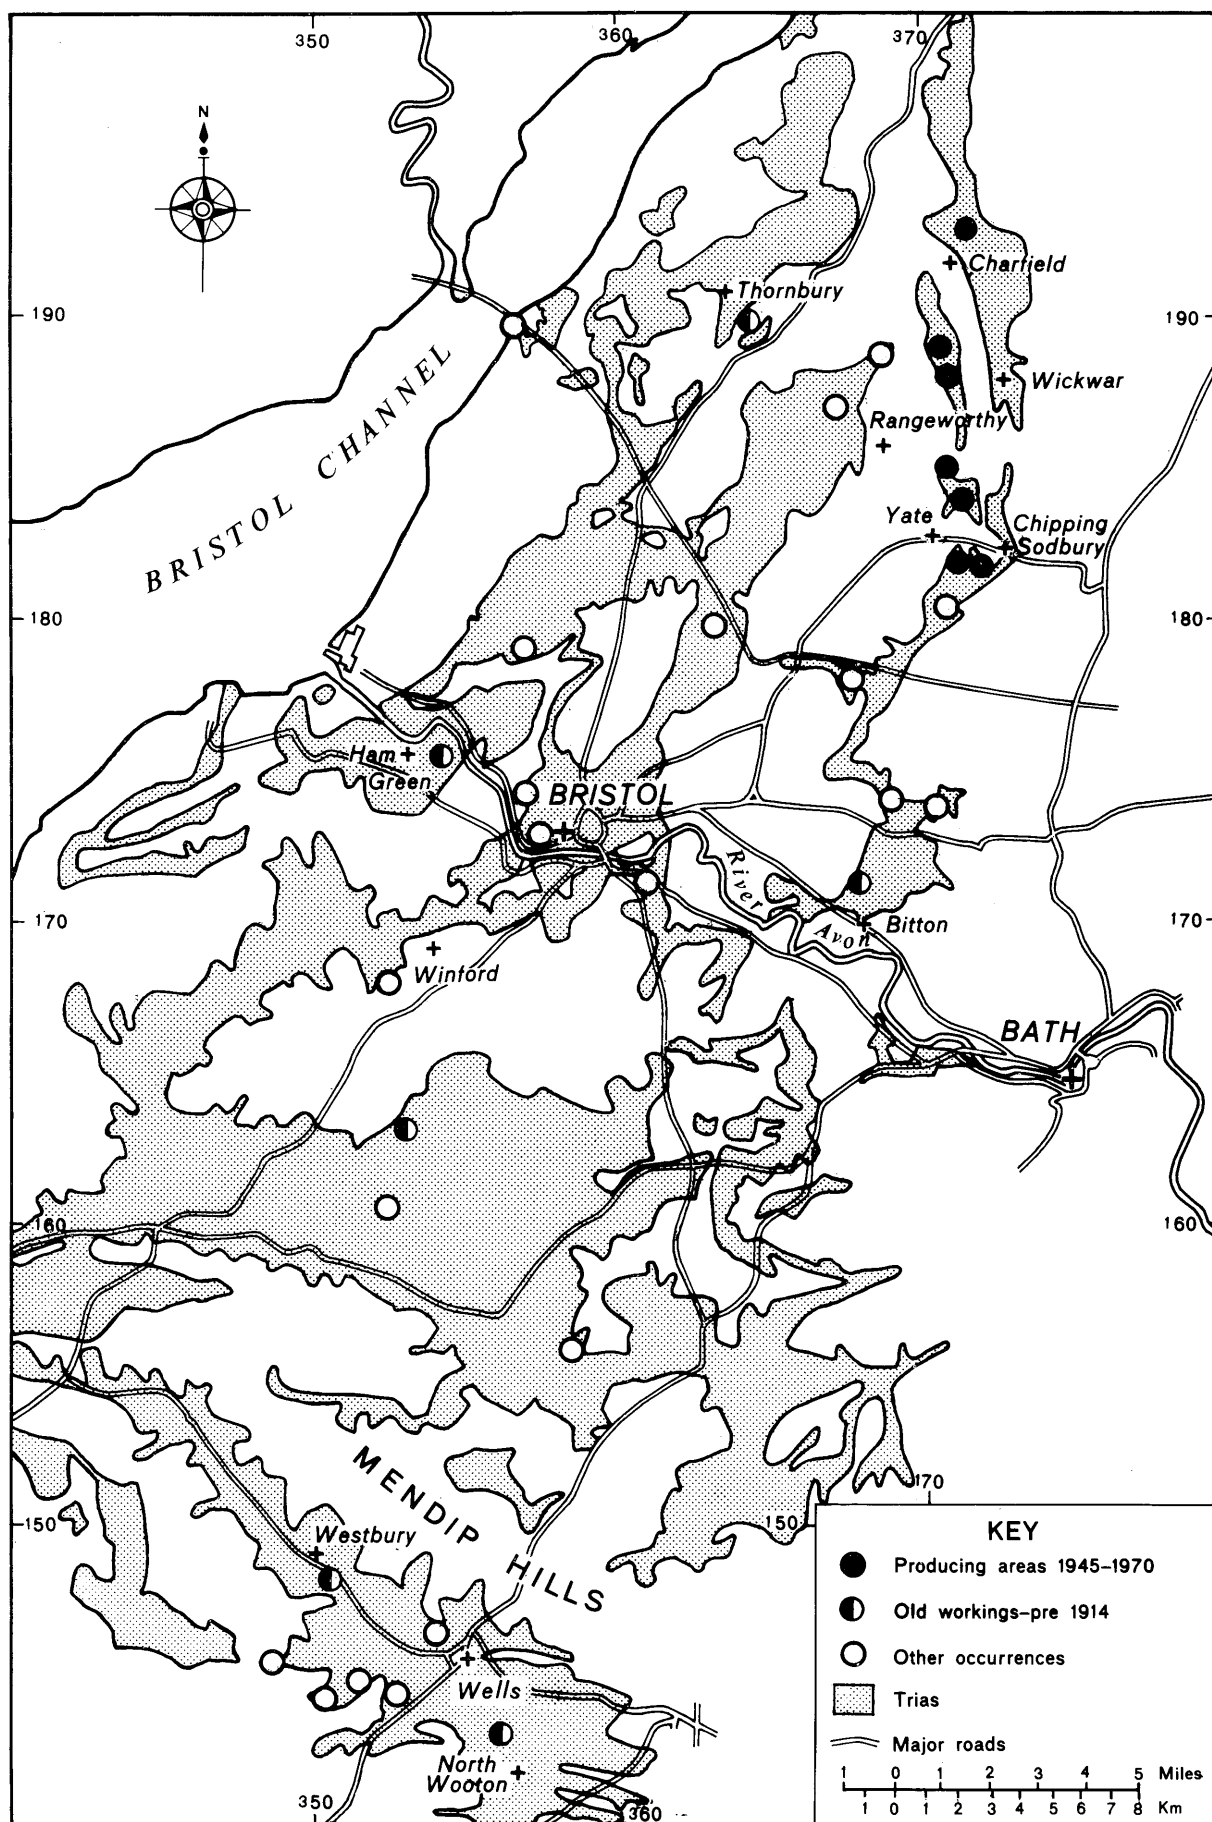 350
360
370
N
Charfield
Thornbury
190
190
Wickwar
Rangeworthy
BRISTOL CHANNEL
Yate
Chipping
Sodbury
180
180
Ham
Green
BRISTOL
River
Avon
170
170
Bitton
Winford
BATH
160
160
MENDIP
HILLS
170
150
150
Westbury
Wells
North
Wooton
350
360
KEY
Producing areas 1945-1970
Old workings-pre 1914
Other occurrences
Trias
Major roads
1 0 1 2 3 4 5 Miles
1 0 1 2 3 4 5 6 7 8 Km